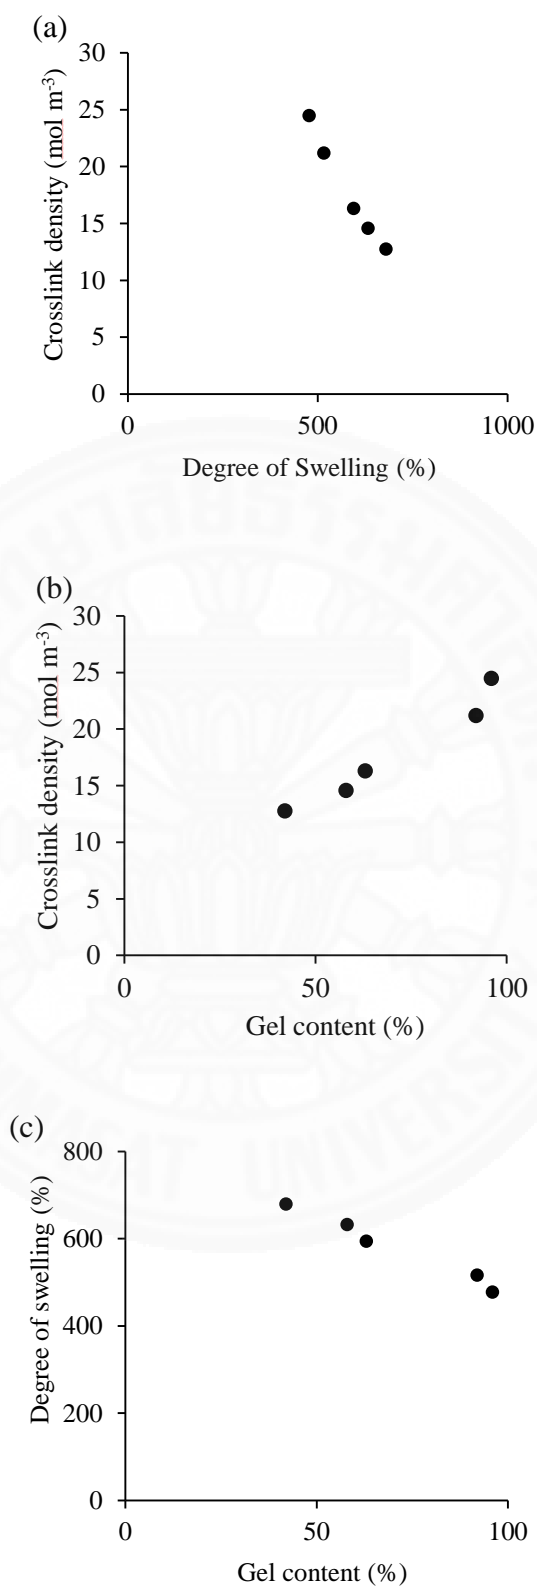 (a)
30
25
20
15
10
5
0
0 500 1000
Crosslink density (mol m-3)
Degree of Swelling (%)
(b)
30
25
20
15
10
5
0
0 50 100
Crosslink density (mol m-3)
Gel content (%)
(c)
800
600
400
200
0
0 50 100
Degree of swelling (%)
Gel content (%)